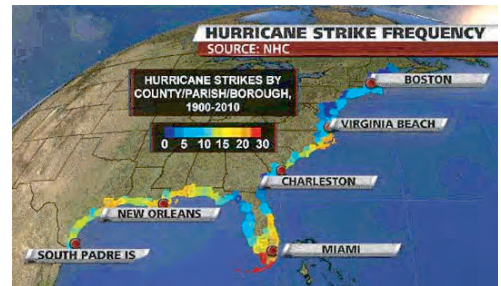 HURRICANE STRIKE FREQUENCY
SOURCE: NHC
HURRICANE STRIKES BY
COUNTY/PARISH/BOROUGH,
1900-2010
0 5 10 15 20 30
BOSTON
VIRGINIA BEACH
CHARLESTON
NEW ORLEANS
SOUTH PADRE IS
MIAMI